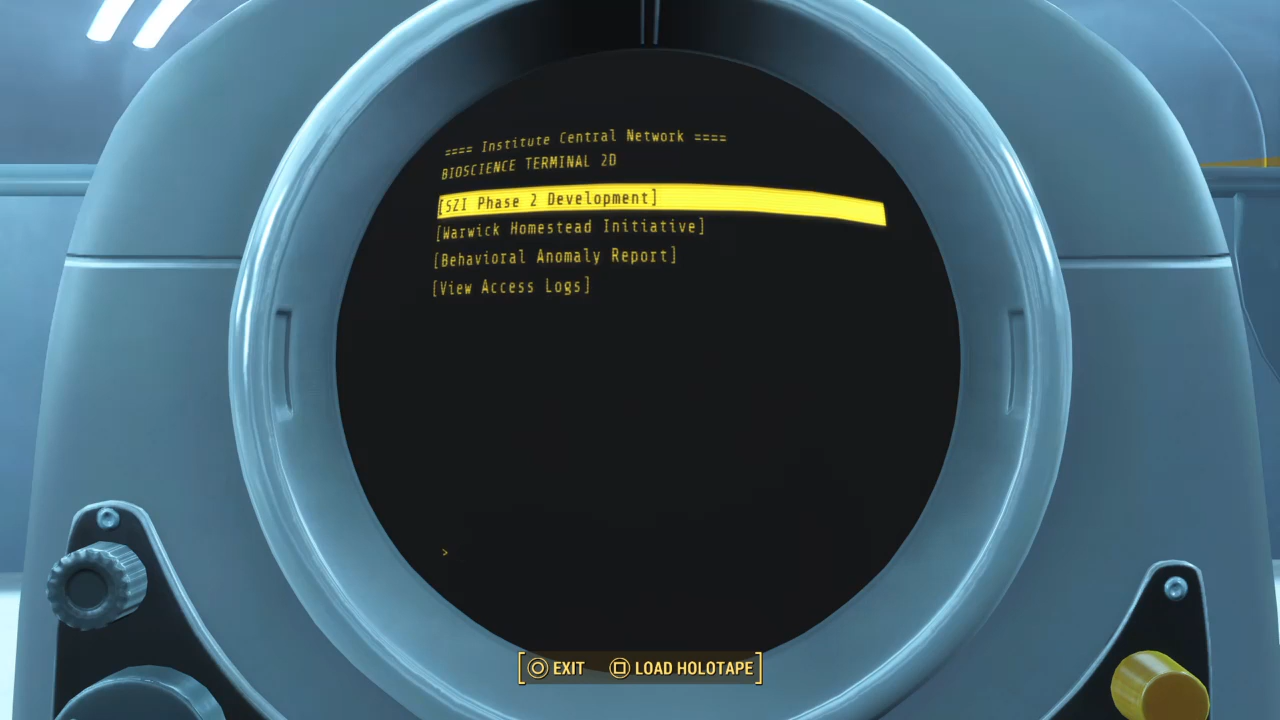 ==== Institute Central Network ====
BIOSCIENCE TERMINAL 2D
[SZI Phase 2 Development]
[Warwick Homestead Initiative]
[Behavioral Anomaly Report]
[View Access Logs]
>
EXIT LOAD HOLOTAPE